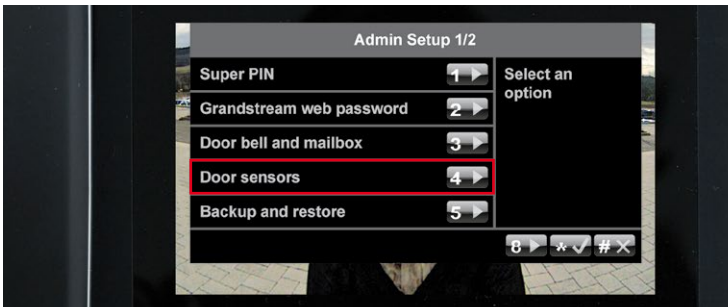 Admin Setup 1/2
Super PIN 1
Select an
option
Grandstream web password 2
Door bell and mailbox 3
Door sensors 4
Backup and restore 5
8 * #